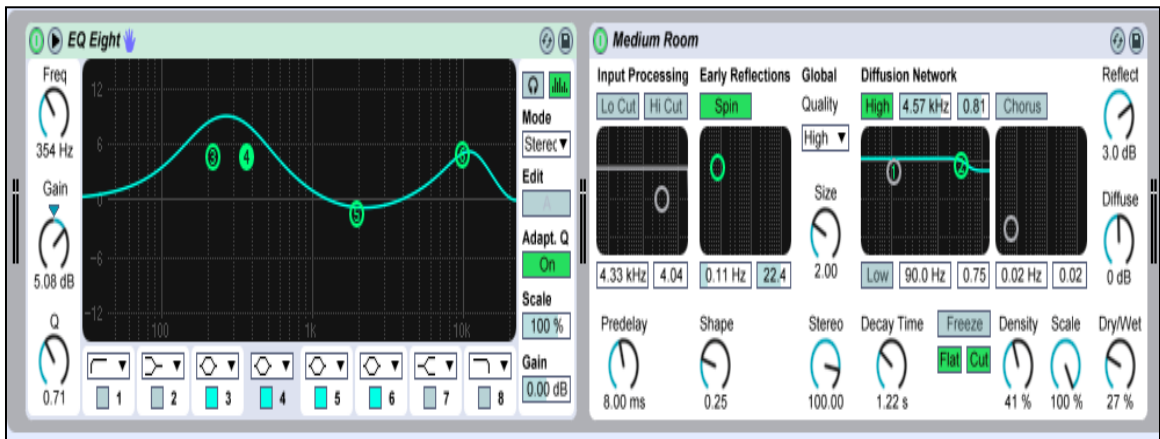 EQ Eight
Freq
354 Hz
Gain
5.08 dB
Q
0.71
12
6
0
-6
-12
100
1k
10K
3
4
5
6
Mode
Sterec
Edit
A
Adapt. Q
On
Scale
100 %
Gain
0.00 dB
1 2 3 4 5 6 7 8
Medium Room
Input Processing Early Reflections Global Diffusion Network Reflect
Lo Cut Hi Cut Spin Quality High 4.57 kHz 0.81 Chorus
High
3.0 dB
1
2
Size
Diffuse
4.33 kHz 4.04 0.11 Hz 22.4 2.00 Low 90.0 Hz 0.75 0.02 Hz 0.02 0 dB
Predelay Shape Stereo Decay Time Freeze Density Scale Dry/Wet
Flat Cut
8.00 ms 0.25 100.00 1.22 s 41 % 100 % 27 %